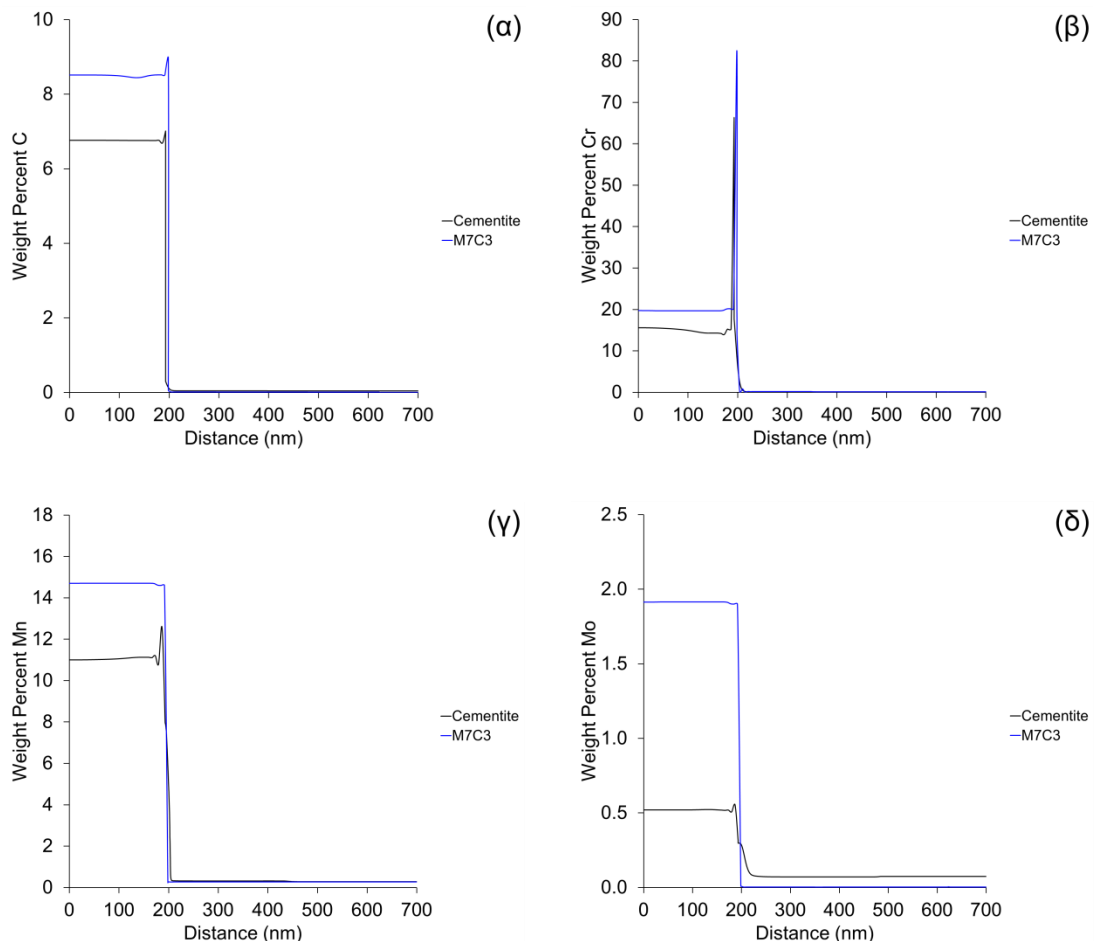 (α)
Weight Percent C
10
8
6
4
2
0
0 100 200 300 400 500 600 700
Distance (nm)
Cementite
M7C3
(β)
Weight Percent Cr
90
80
70
60
50
40
30
20
10
0
0 100 200 300 400 500 600 700
Distance (nm)
Cementite
M7C3
(γ)
Weight Percent Mn
18
16
14
12
10
8
6
4
2
0
0 100 200 300 400 500 600 700
Distance (nm)
Cementite
M7C3
(δ)
Weight Percent Mo
2.5
2.0
1.5
1.0
0.5
0.0
0 100 200 300 400 500 600 700
Distance (nm)
Cementite
M7C3